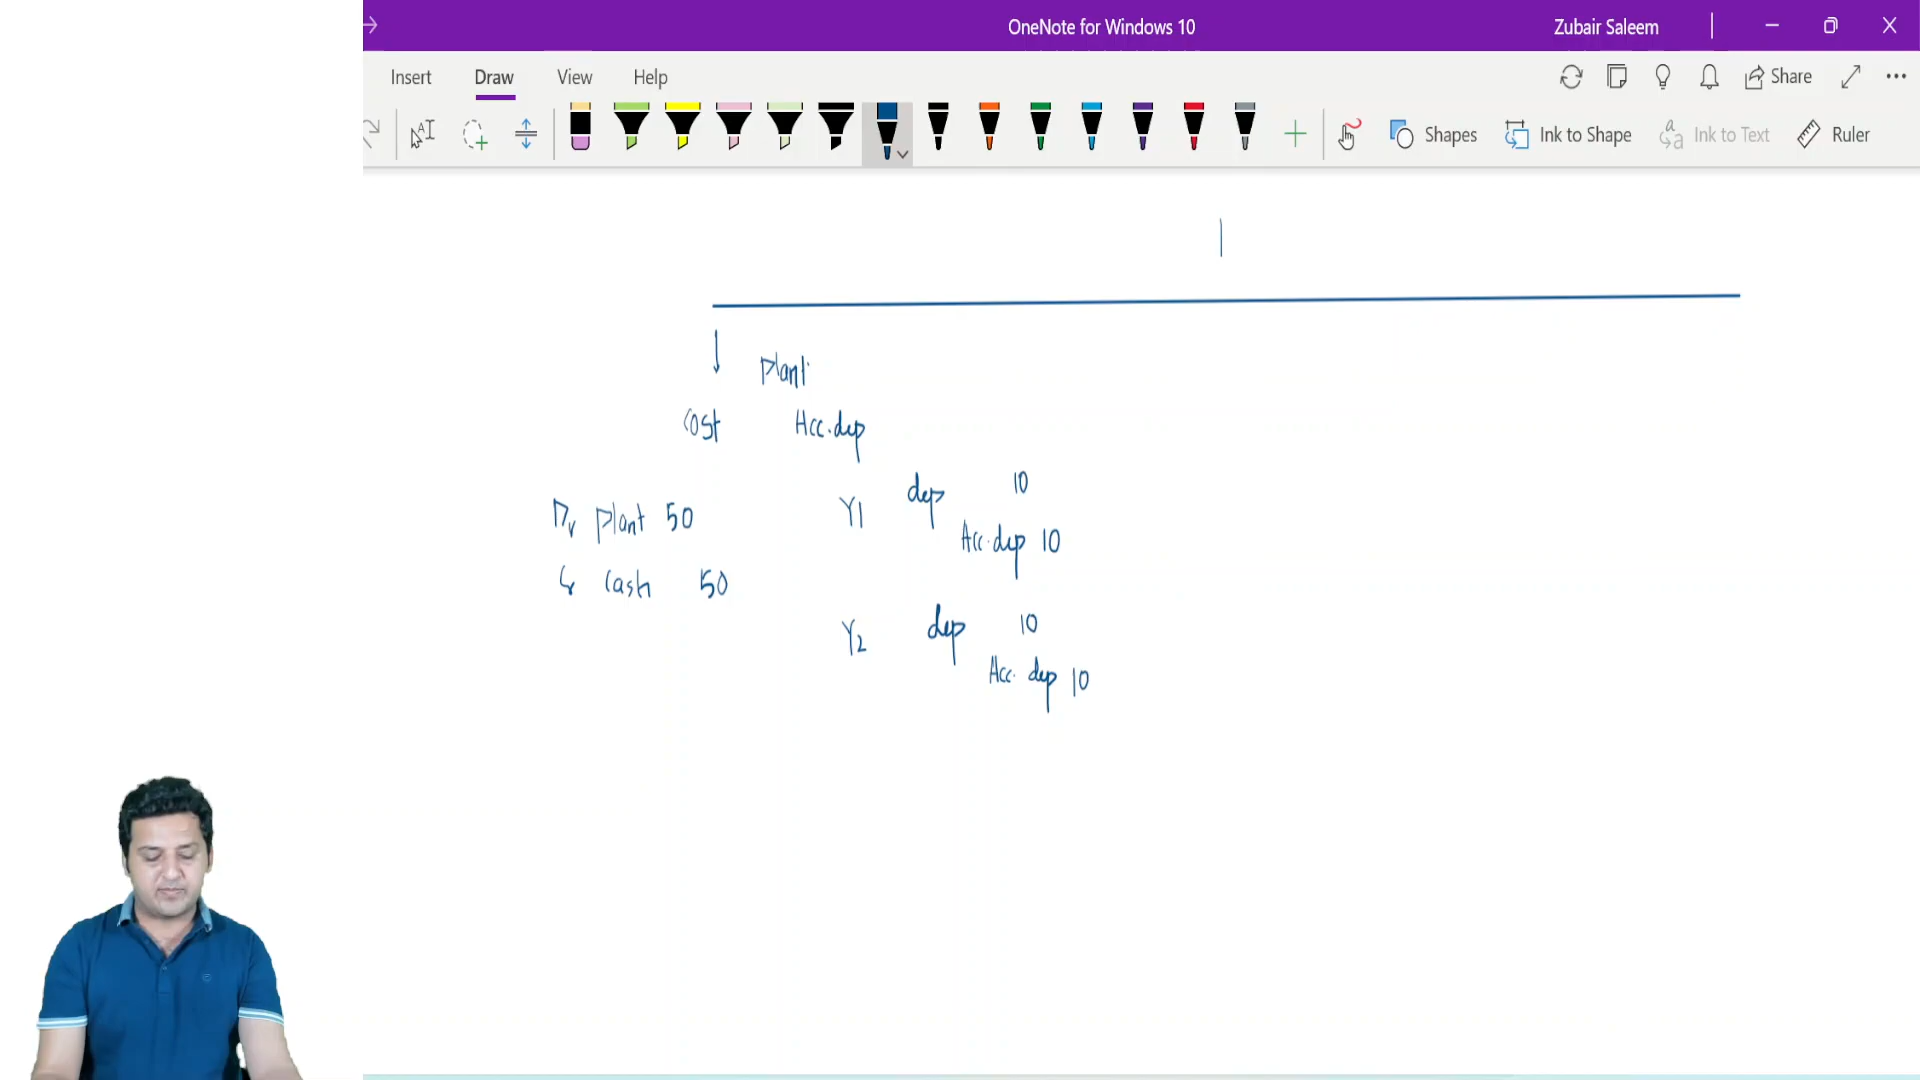 OneNote for Windows 10 Zubair Saleem
Insert Draw View Help Share
Shapes Ink to Shape Ink to Text Ruler
Plant
Cost Acc.dep
Dr Plant 50
Cr Cash 50
Y1 dep 10
Acc.dep 10
Y2 dep 10
Acc. dep 10